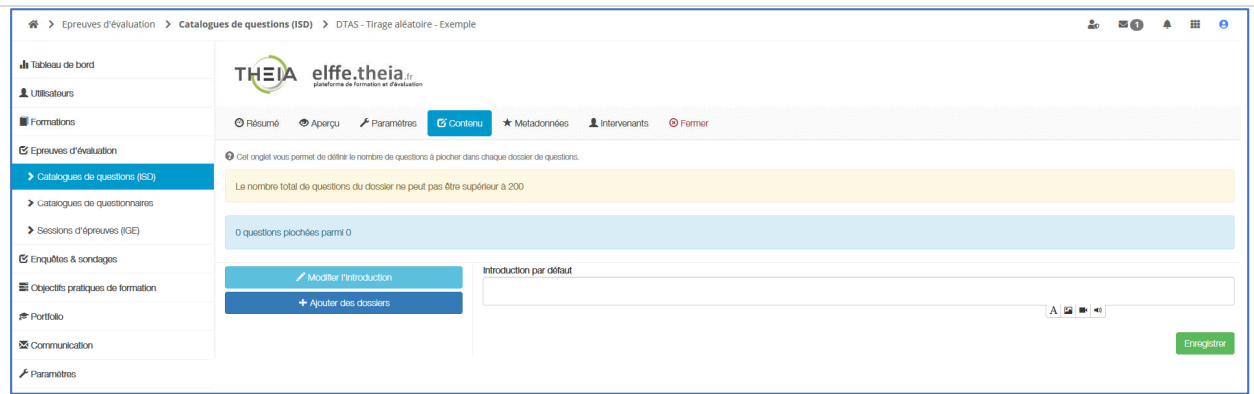 Epreuves d'évaluation > Catalogues de questions (ISD) > DTAS - Tirage aléatoire - Exemple
1
Tableau de bord
Utilisateurs
Formations
Epreuves d'évaluation
Catalogues de questions (ISD)
Catalogues de questionnaires
Sessions d'épreuves (IGE)
Enquêtes & sondages
Objectifs pratiques de formation
Portfolio
Communication
Paramètres
THEIA elffe.theia.fr
plateforme de formation et d'évaluation
Résumé Aperçu Paramètres Contenu Metadonnées Intervenants Fermer
Cet onglet vous permet de définir le nombre de questions à piocher dans chaque dossier de questions.
Le nombre total de questions du dossier ne peut pas être supérieur à 200
0 questions piochées parmi 0
Modifier l'introduction
+ Ajouter des dossiers
Introduction par défaut
A
Enregistrer